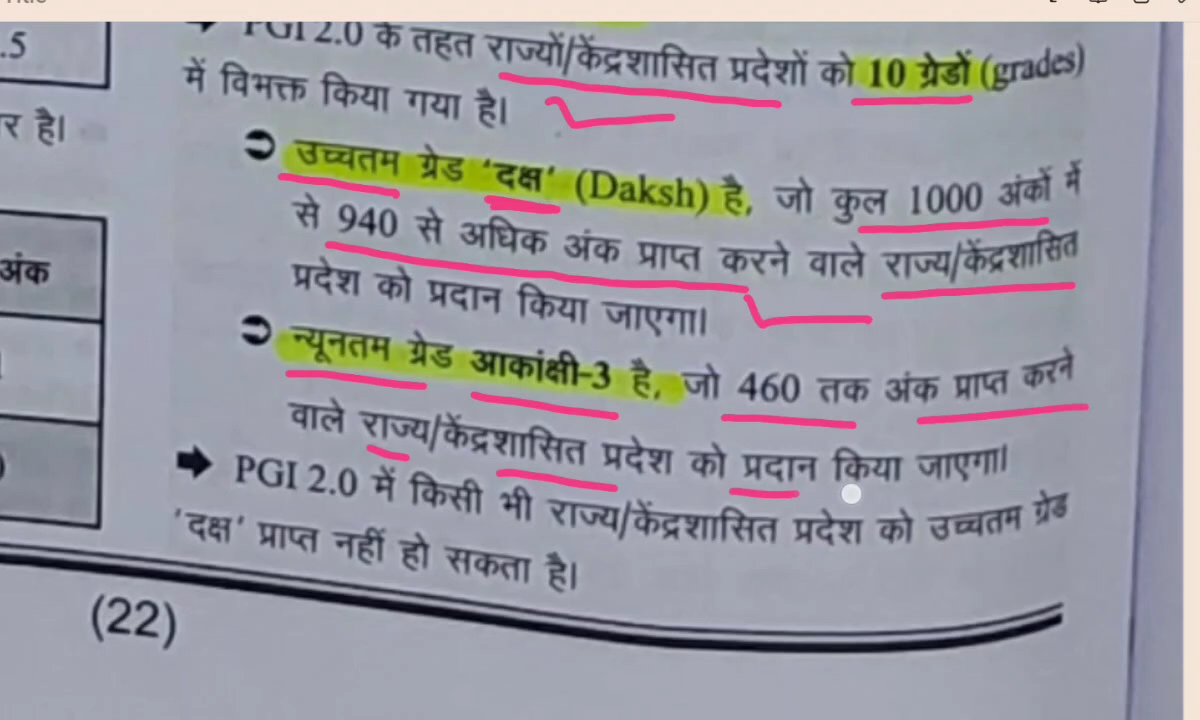 .5
➡ PGI 2.0 के तहत राज्यों/केंद्रशासित प्रदेशों को 10 ग्रेडों (grades)
में विभक्त किया गया है।
र है।
➲ उच्चतम ग्रेड ‘दक्ष’ (Daksh) है, जो कुल 1000 अंकों में
से 940 से अधिक अंक प्राप्त करने वाले राज्य/केंद्रशासित
प्रदेश को प्रदान किया जाएगा।
अंक
➲ न्यूनतम ग्रेड आकांक्षी-3 है, जो 460 तक अंक प्राप्त करने
वाले राज्य/केंद्रशासित प्रदेश को प्रदान किया जाएगा।
➡ PGI 2.0 में किसी भी राज्य/केंद्रशासित प्रदेश को उच्चतम ग्रेड
‘दक्ष’ प्राप्त नहीं हो सकता है।
(22)